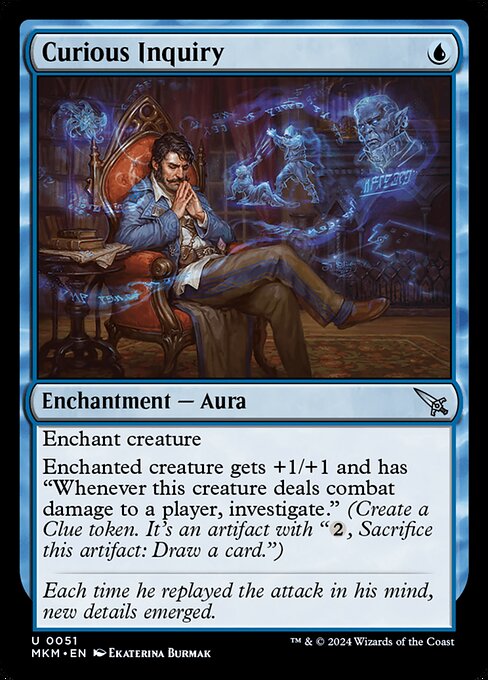 Curious Inquiry
Enchantment — Aura
Enchant creature
Enchanted creature gets +1/+1 and has
“Whenever this creature deals combat
damage to a player, investigate.” (Create a
Clue token. It’s an artifact with “2, Sacrifice
this artifact: Draw a card.”)
Each time he replayed the attack in his mind,
new details emerged.
U 0051
MKM • EN Ekaterina Burmak
™ & © 2024 Wizards of the Coast